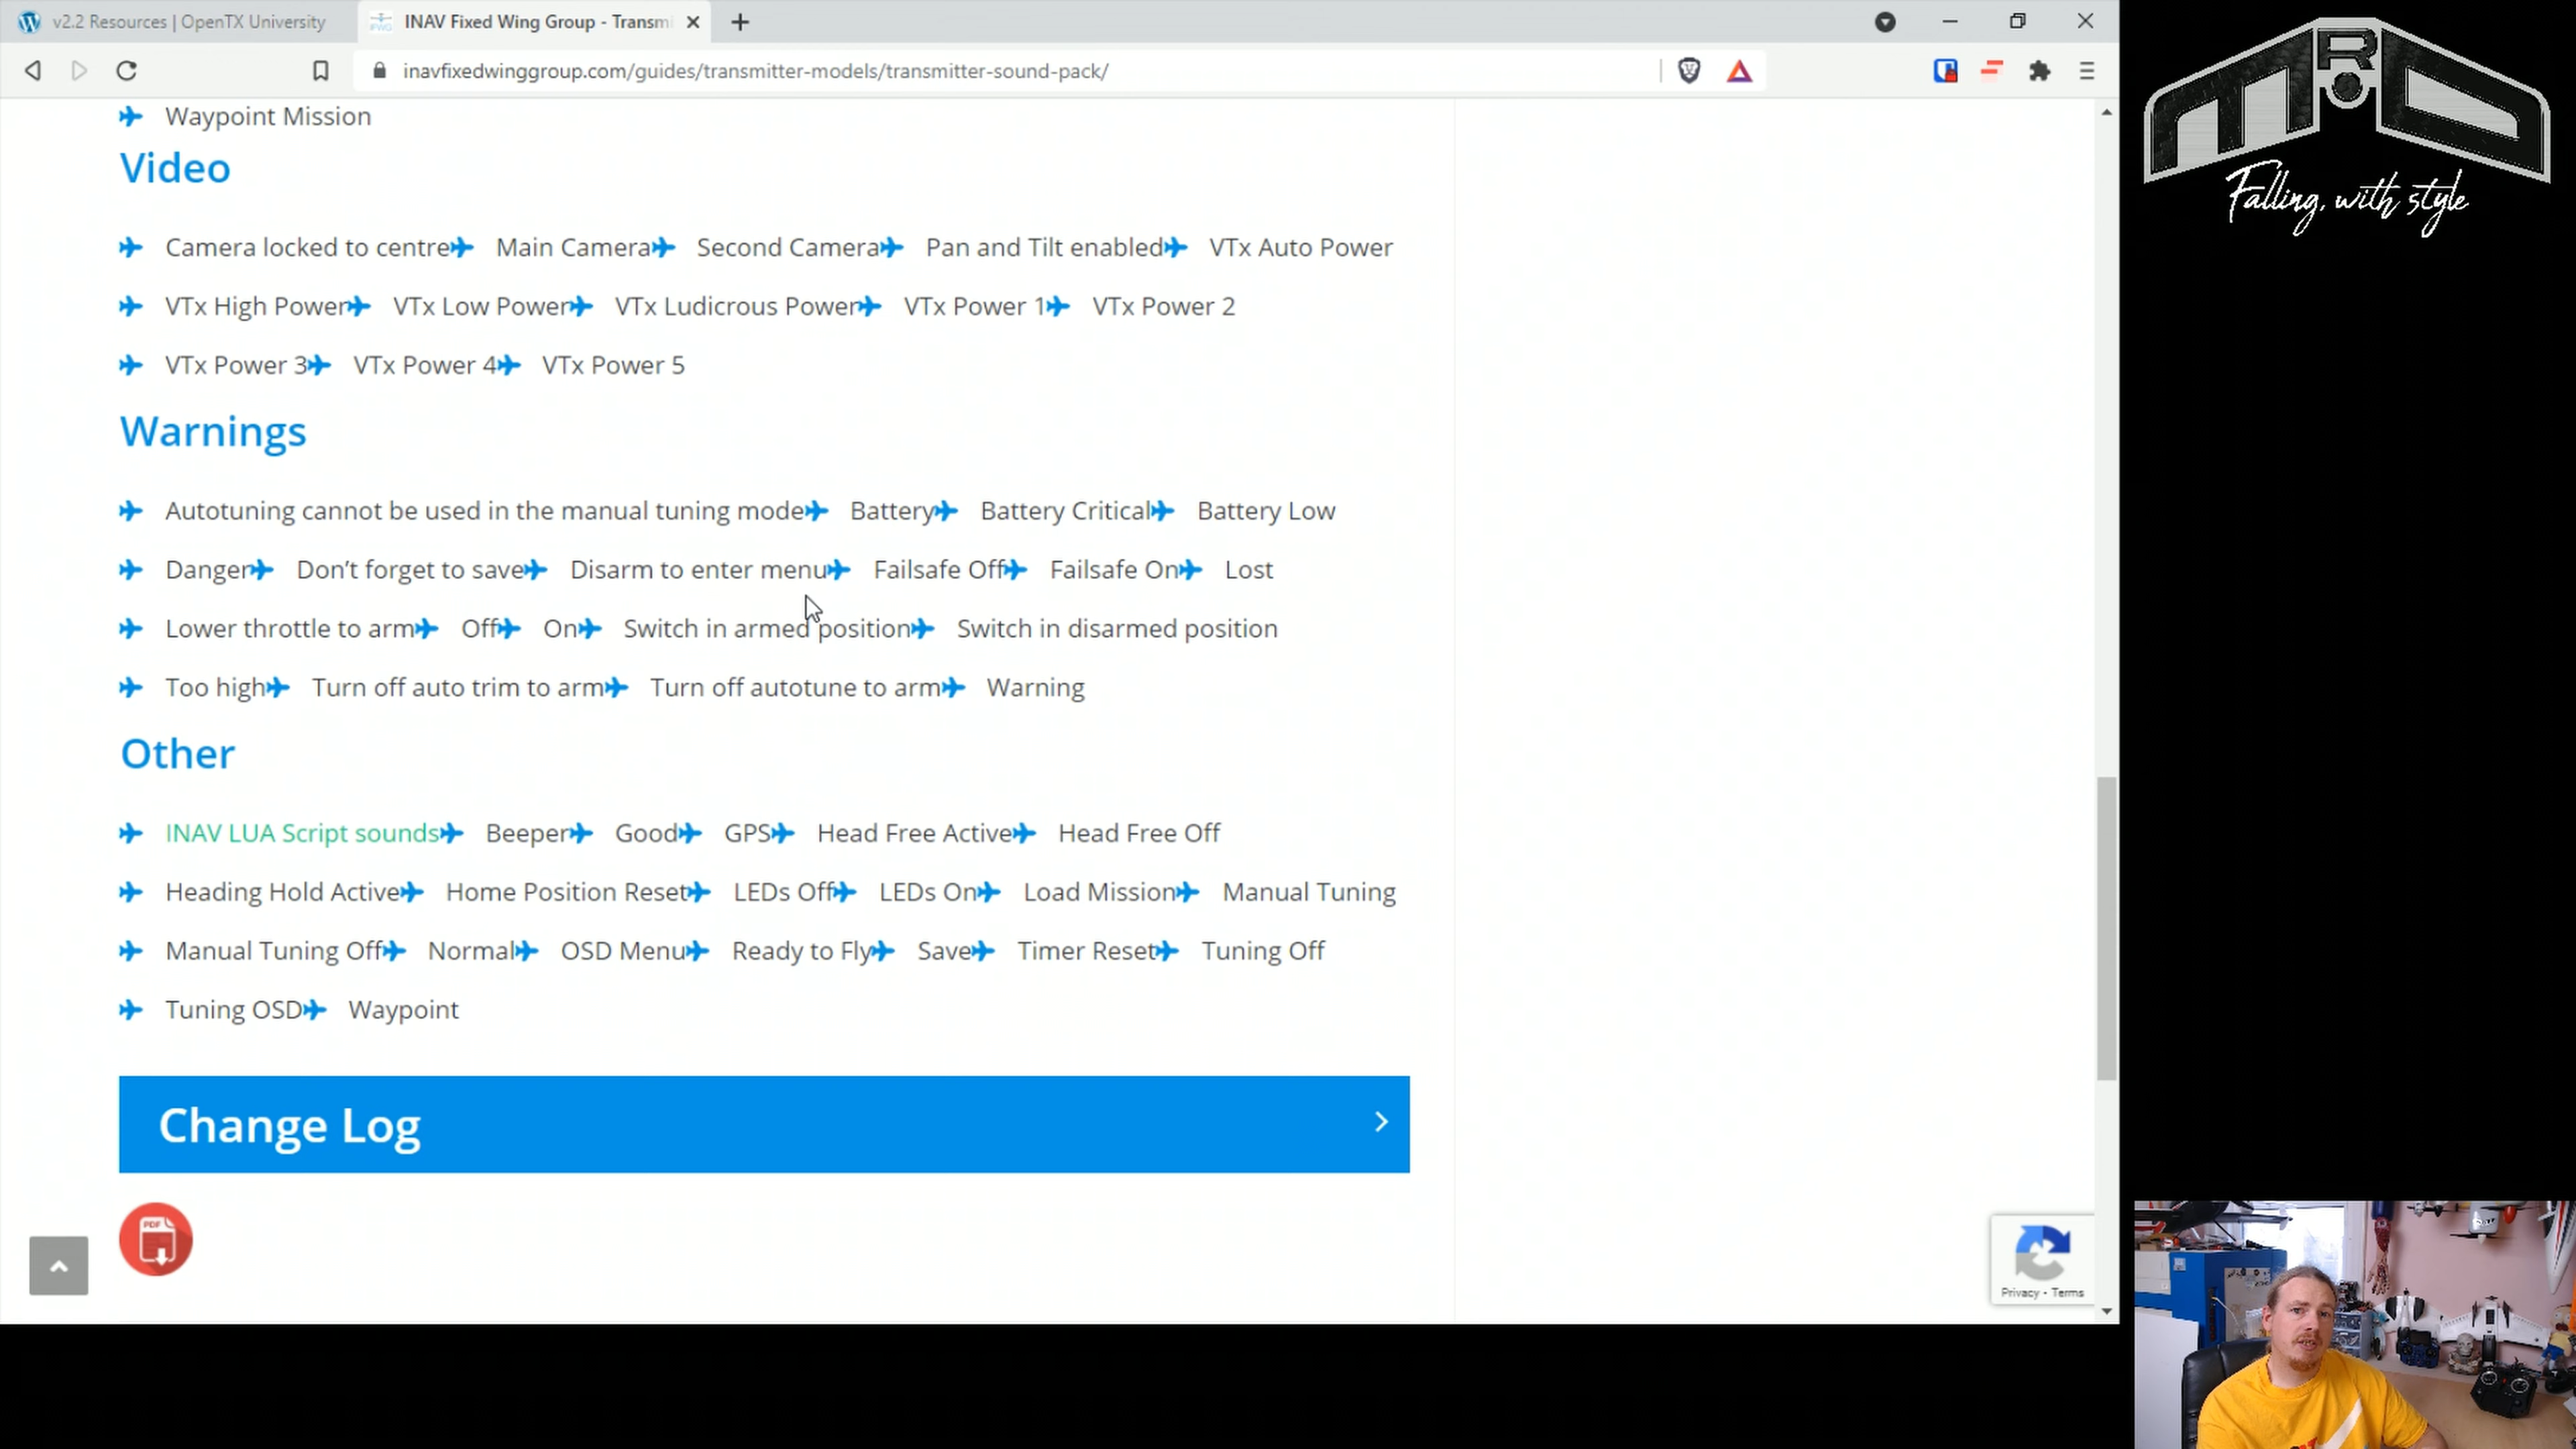 v2.2 Resources | OpenTX University
INAV Fixed Wing Group - Transmi
inavfixedwinggroup.com/guides/transmitter-models/transmitter-sound-pack/
MRD
Falling, with style
Waypoint Mission
Video
Camera locked to centre Main Camera Second Camera Pan and Tilt enabled VTx Auto Power
VTx High Power VTx Low Power VTx Ludicrous Power VTx Power 1 VTx Power 2
VTx Power 3 VTx Power 4 VTx Power 5
Warnings
Autotuning cannot be used in the manual tuning mode Battery Battery Critical Battery Low
Danger Don't forget to save Disarm to enter menu Failsafe Off Failsafe On Lost
Lower throttle to arm Off On Switch in armed position Switch in disarmed position
Too high Turn off auto trim to arm Turn off autotune to arm Warning
Other
INAV LUA Script sounds Beeper Good GPS Head Free Active Head Free Off
Heading Hold Active Home Position Reset LEDs Off LEDs On Load Mission Manual Tuning
Manual Tuning Off Normal OSD Menu Ready to Fly Save Timer Reset Tuning Off
Tuning OSD Waypoint
Change Log
PDF
Privacy - Terms